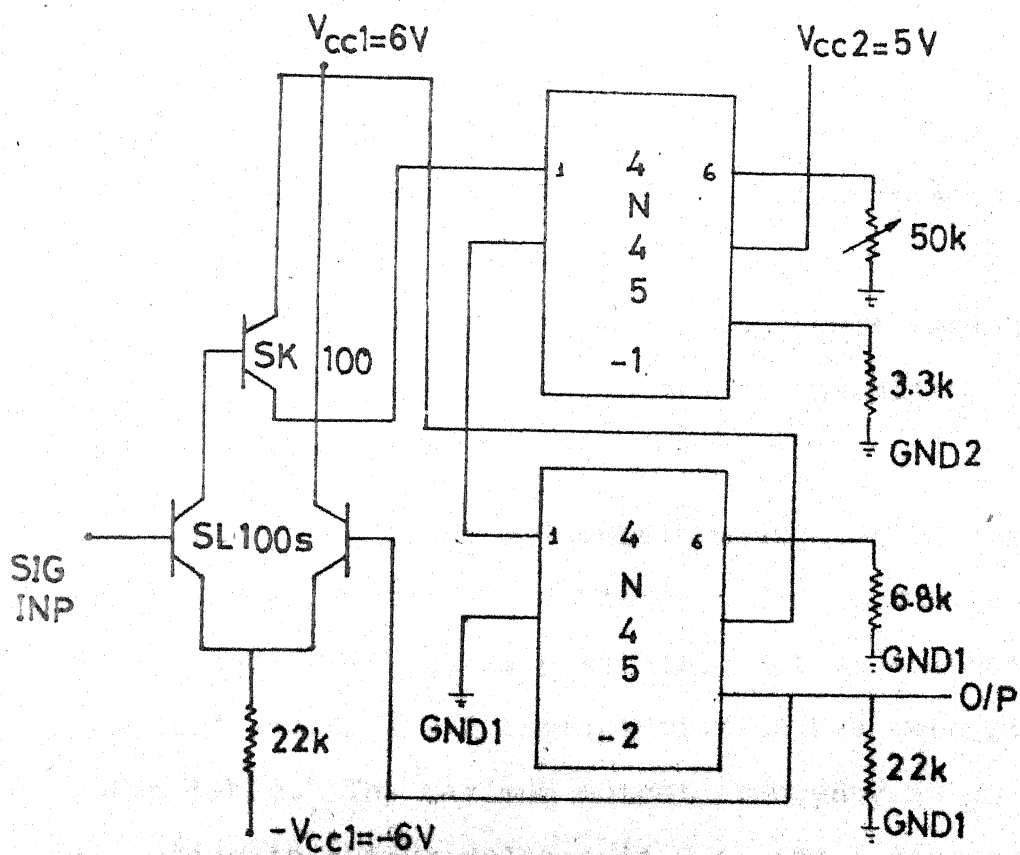 Vcc1=6V
Vcc2=5V
1
4
N
4
5
-1
6
50k
SK 100
3.3k
GND2
SL100s
SIG
INP
1
4
N
4
5
-2
6
6.8k
GND1
GND1
O/P
22k
22k
GND1
-Vcc1=-6V